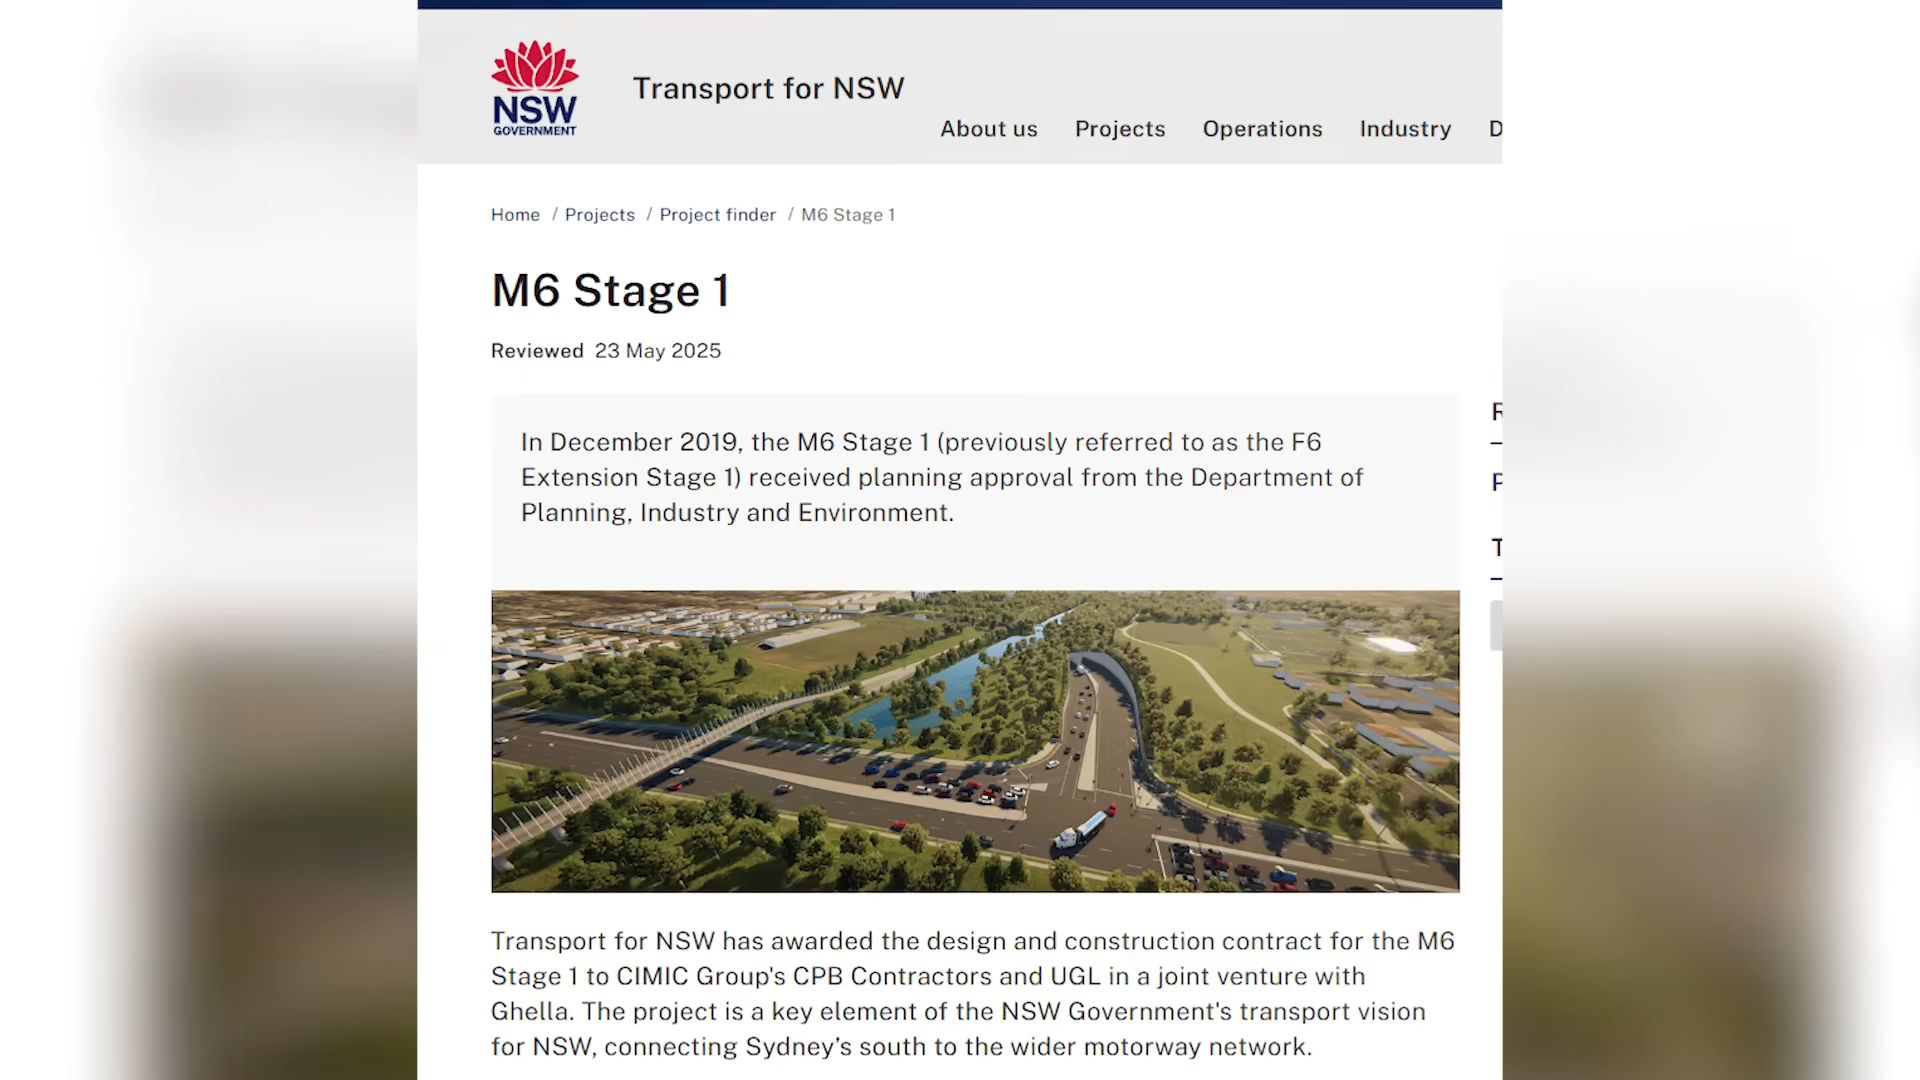 NSW
GOVERNMENT
Transport for NSW
About us Projects Operations Industry D
Home / Projects / Project finder / M6 Stage 1
M6 Stage 1
Reviewed 23 May 2025
In December 2019, the M6 Stage 1 (previously referred to as the F6
Extension Stage 1) received planning approval from the Department of
Planning, Industry and Environment.
Transport for NSW has awarded the design and construction contract for the M6
Stage 1 to CIMIC Group's CPB Contractors and UGL in a joint venture with
Ghella. The project is a key element of the NSW Government's transport vision
for NSW, connecting Sydney’s south to the wider motorway network.